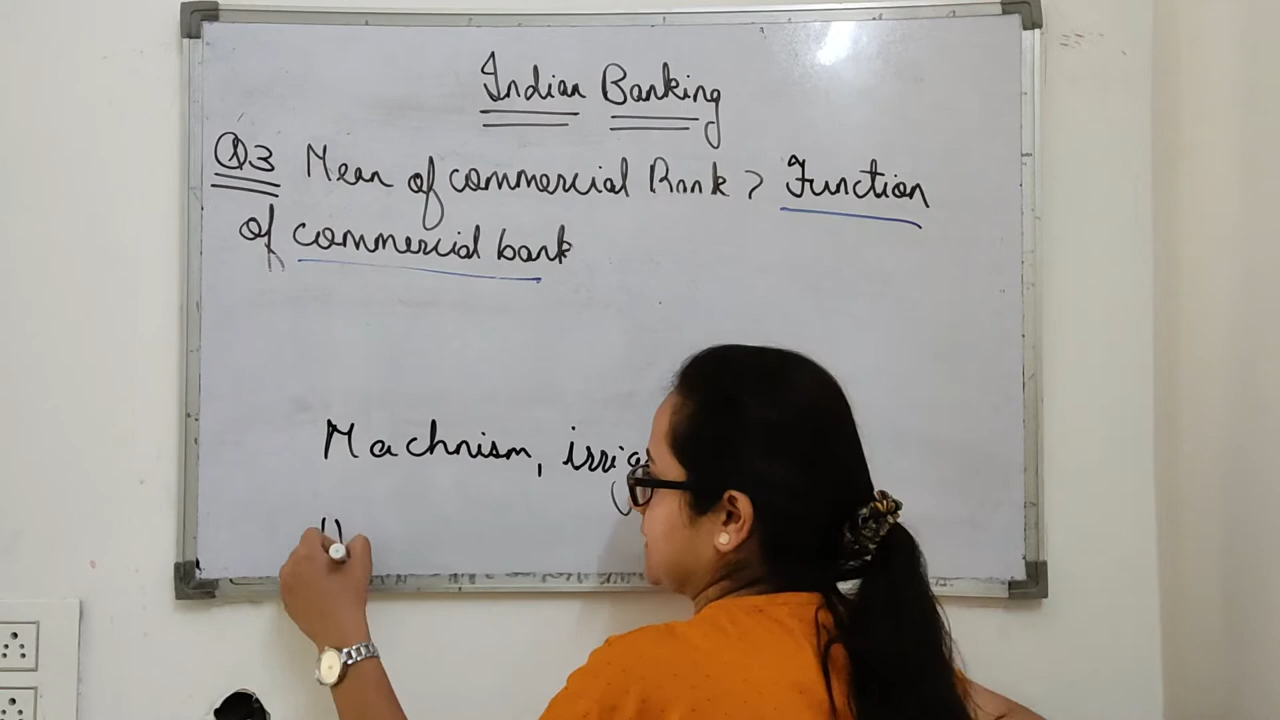 Indian Banking
Q3 Mean of commercial Bank > Function
of commercial bank
Machnism,